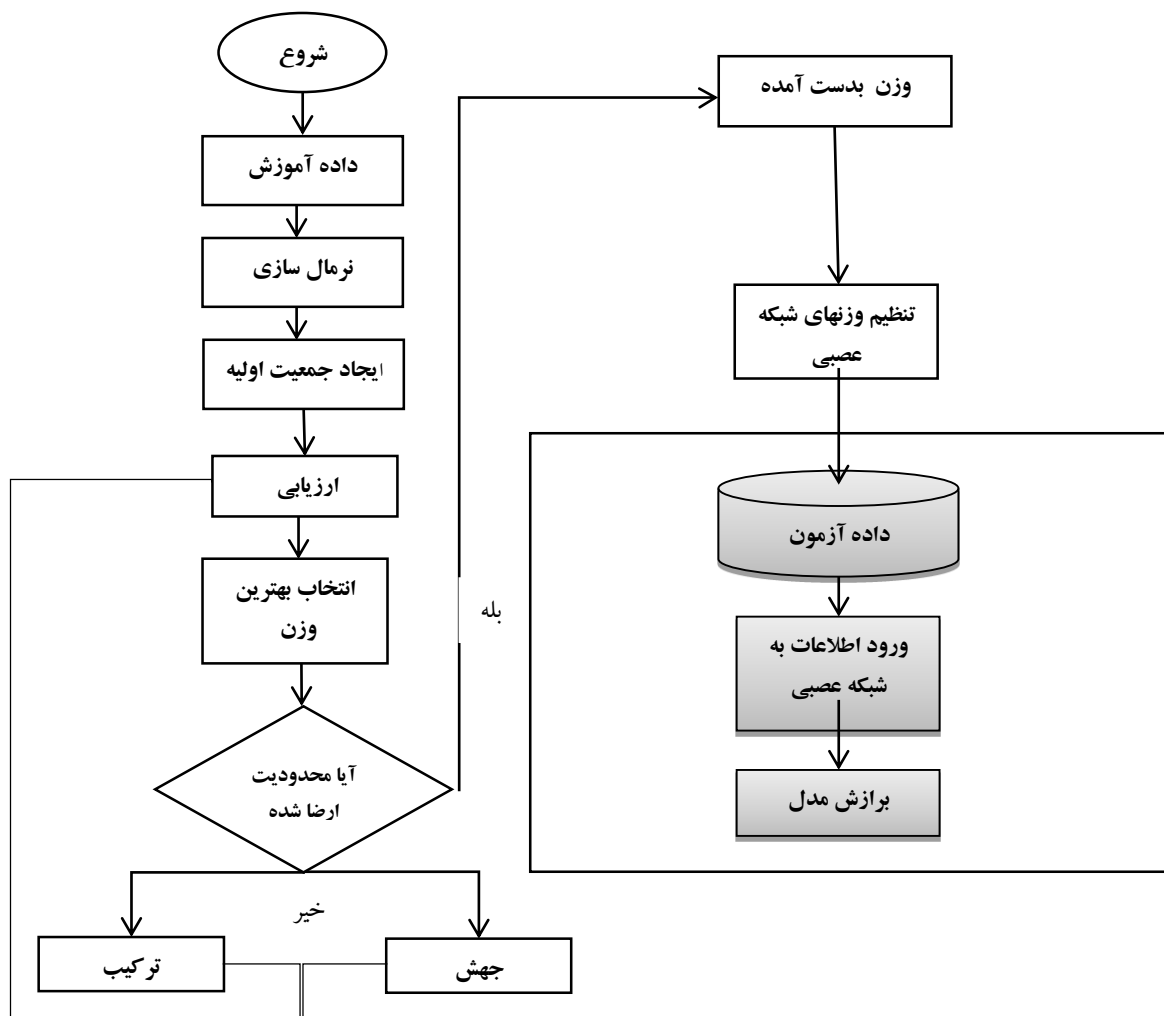 شروع
داده آموزش
نرمال سازی
ایجاد جمعیت اولیه
ارزیابی
انتخاب بهترین
وزن
آیا محدودیت
ارضا شده
بله
خیر
ترکیب
جهش
وزن بدست آمده
تنظیم وزنهای شبکه
عصبی
داده آزمون
ورود اطلاعات به
شبکه عصبی
برازش مدل